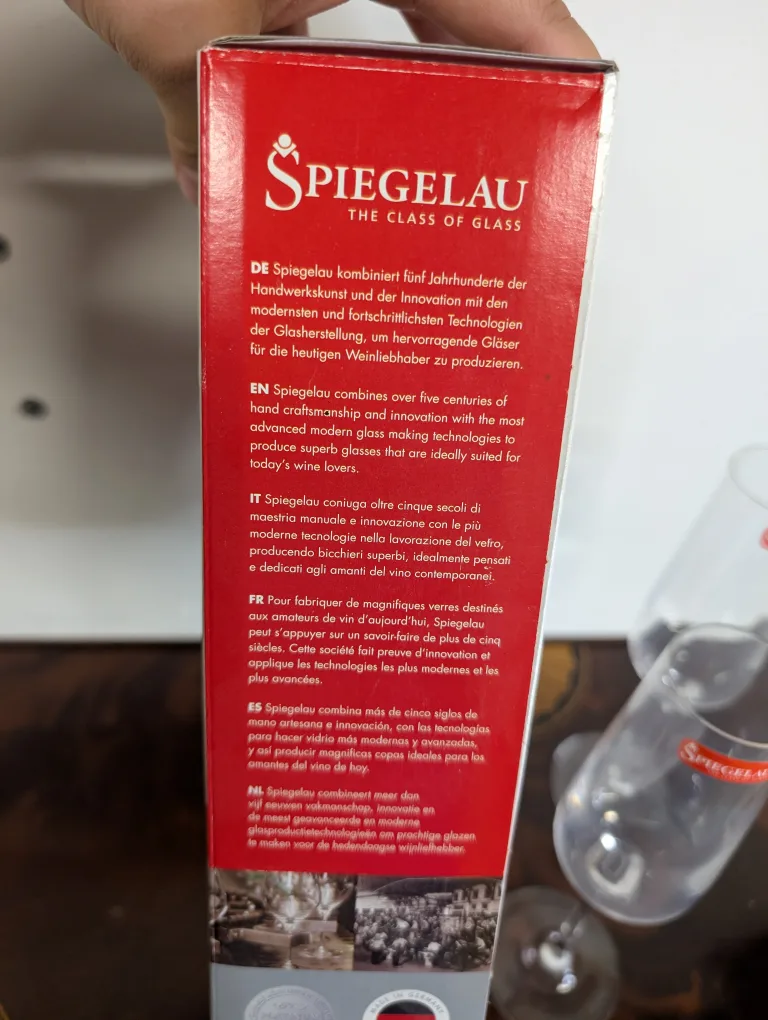 SPIEGELAU
THE CLASS OF GLASS
DE Spiegelau kombiniert fünf Jahrhunderte der
Handwerkskunst und der Innovation mit den
modernsten und fortschrittlichsten Technologien
der Glasherstellung, um hervorragende Gläser
für die heutigen Weinliebhaber zu produzieren.
EN Spiegelau combines over five centuries of
hand craftsmanship and innovation with the most
advanced modern glass making technologies to
produce superb glasses that are ideally suited for
today's wine lovers.
IT Spiegelau coniuga oltre cinque secoli di
maestria manuale e innovazione con le più
moderne tecnologie nella lavorazione del vetro,
producendo bicchieri superbi, idealmente pensati
e dedicati agli amanti del vino contemporanei.
FR Pour fabriquer de magnifiques verres destinés
aux amateurs de vin d'aujourd'hui, Spiegelau
peut s'appuyer sur un savoir-faire de plus de cinq
siècles. Cette société fait preuve d'innovation et
applique les technologies les plus modernes et les
plus avancées.
ES Spiegelau combina más de cinco siglos de
mano artesana e innovación, con las tecnologías
para hacer vidrio más modernas y avanzadas,
y así producir magnificas copas ideales para los
amantes del vino de hoy.
NL Spiegelau combineert meer dan
vijf eeuwen vakmanschap, innovatie en
de meest geavanceerde en moderne
glasproductietechnologieën om prachtige glazen
te maken voor de hedendaagse wijnliefhebber.
MADE IN GERMANY
SPIEGELAU